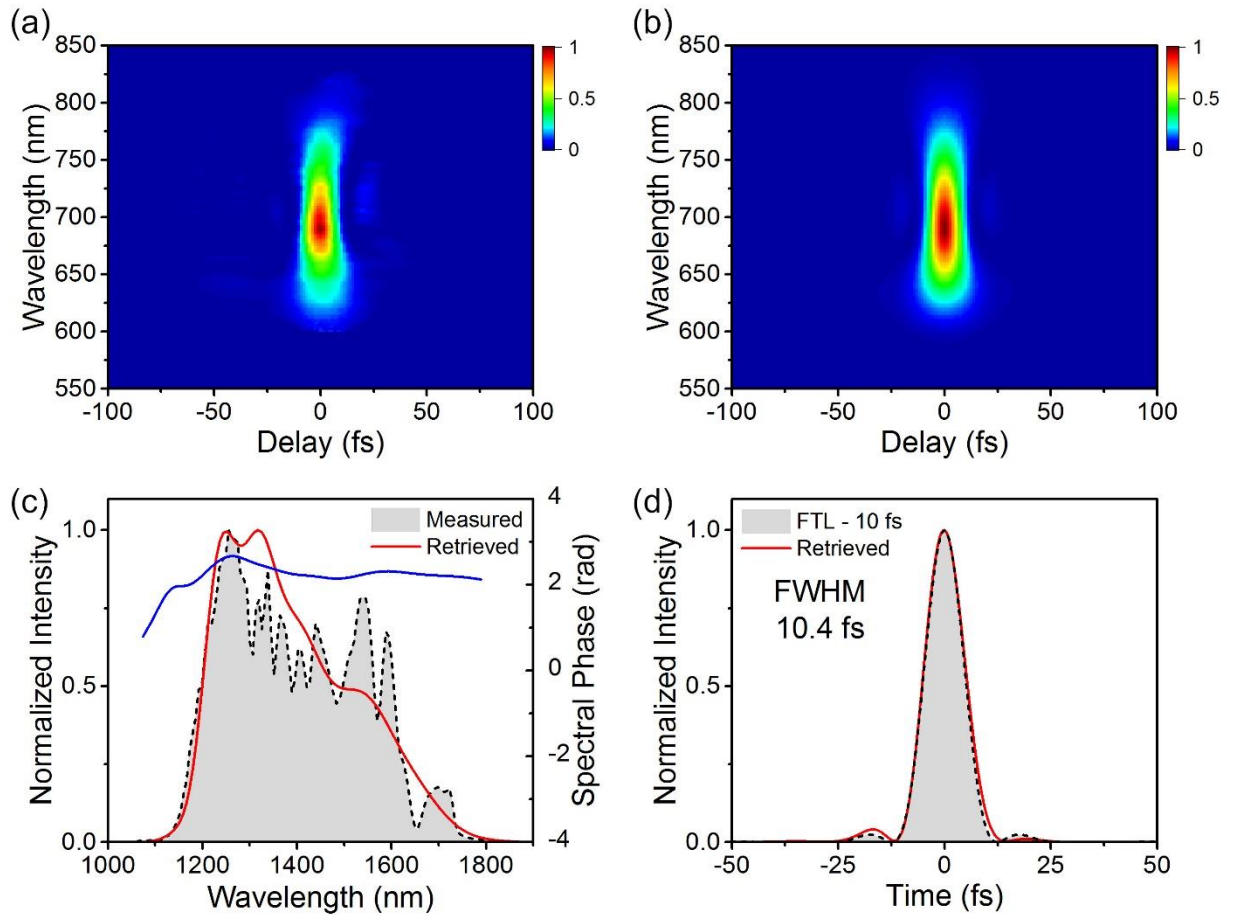 (a)
850
800
750
700
650
600
550
Wavelength (nm)
-100
-50
0
50
100
Delay (fs)
1
0.5
0
(b)
850
800
750
700
650
600
550
Wavelength (nm)
-100
-50
0
50
100
Delay (fs)
1
0.5
0
(c)
1.0
0.5
0.0
Normalized Intensity
1000
1200
1400
1600
1800
Wavelength (nm)
4
2
0
-2
-4
Spectral Phase (rad)
Measured
Retrieved
(d)
1.0
0.5
0.0
Normalized Intensity
-50
-25
0
25
50
Time (fs)
FTL - 10 fs
Retrieved
FWHM
10.4 fs